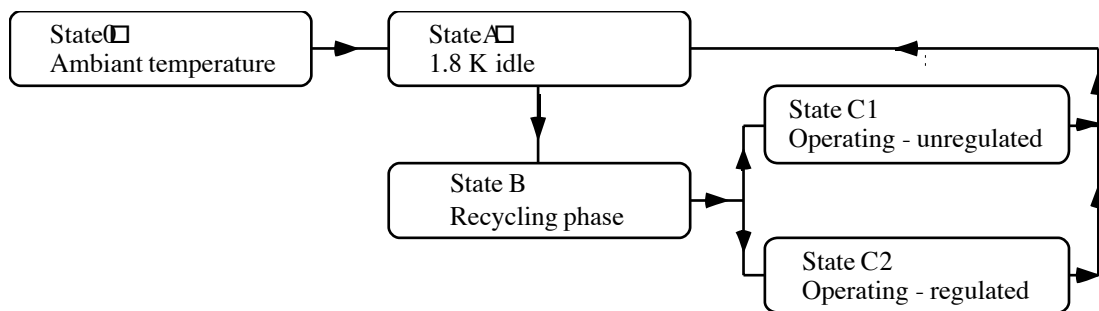 State0□
Ambiant temperature
StateA□
1.8 K idle
State C1
Operating - unregulated
State B
Recycling phase
State C2
Operating - regulated